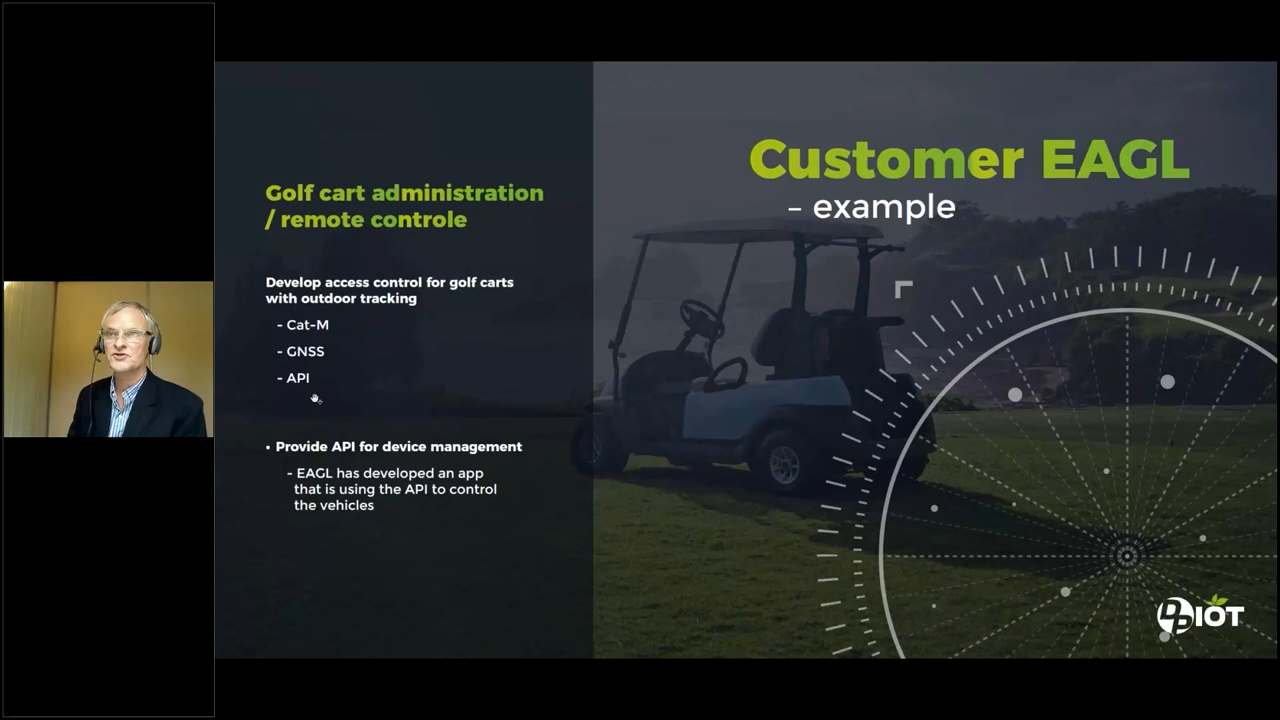 Customer EAGL
– example
Golf cart administration
/ remote controle
Develop access control for golf carts
with outdoor tracking
- Cat-M
- GNSS
- API
• Provide API for device management
- EAGL has developed an app
that is using the API to control
the vehicles
IOT